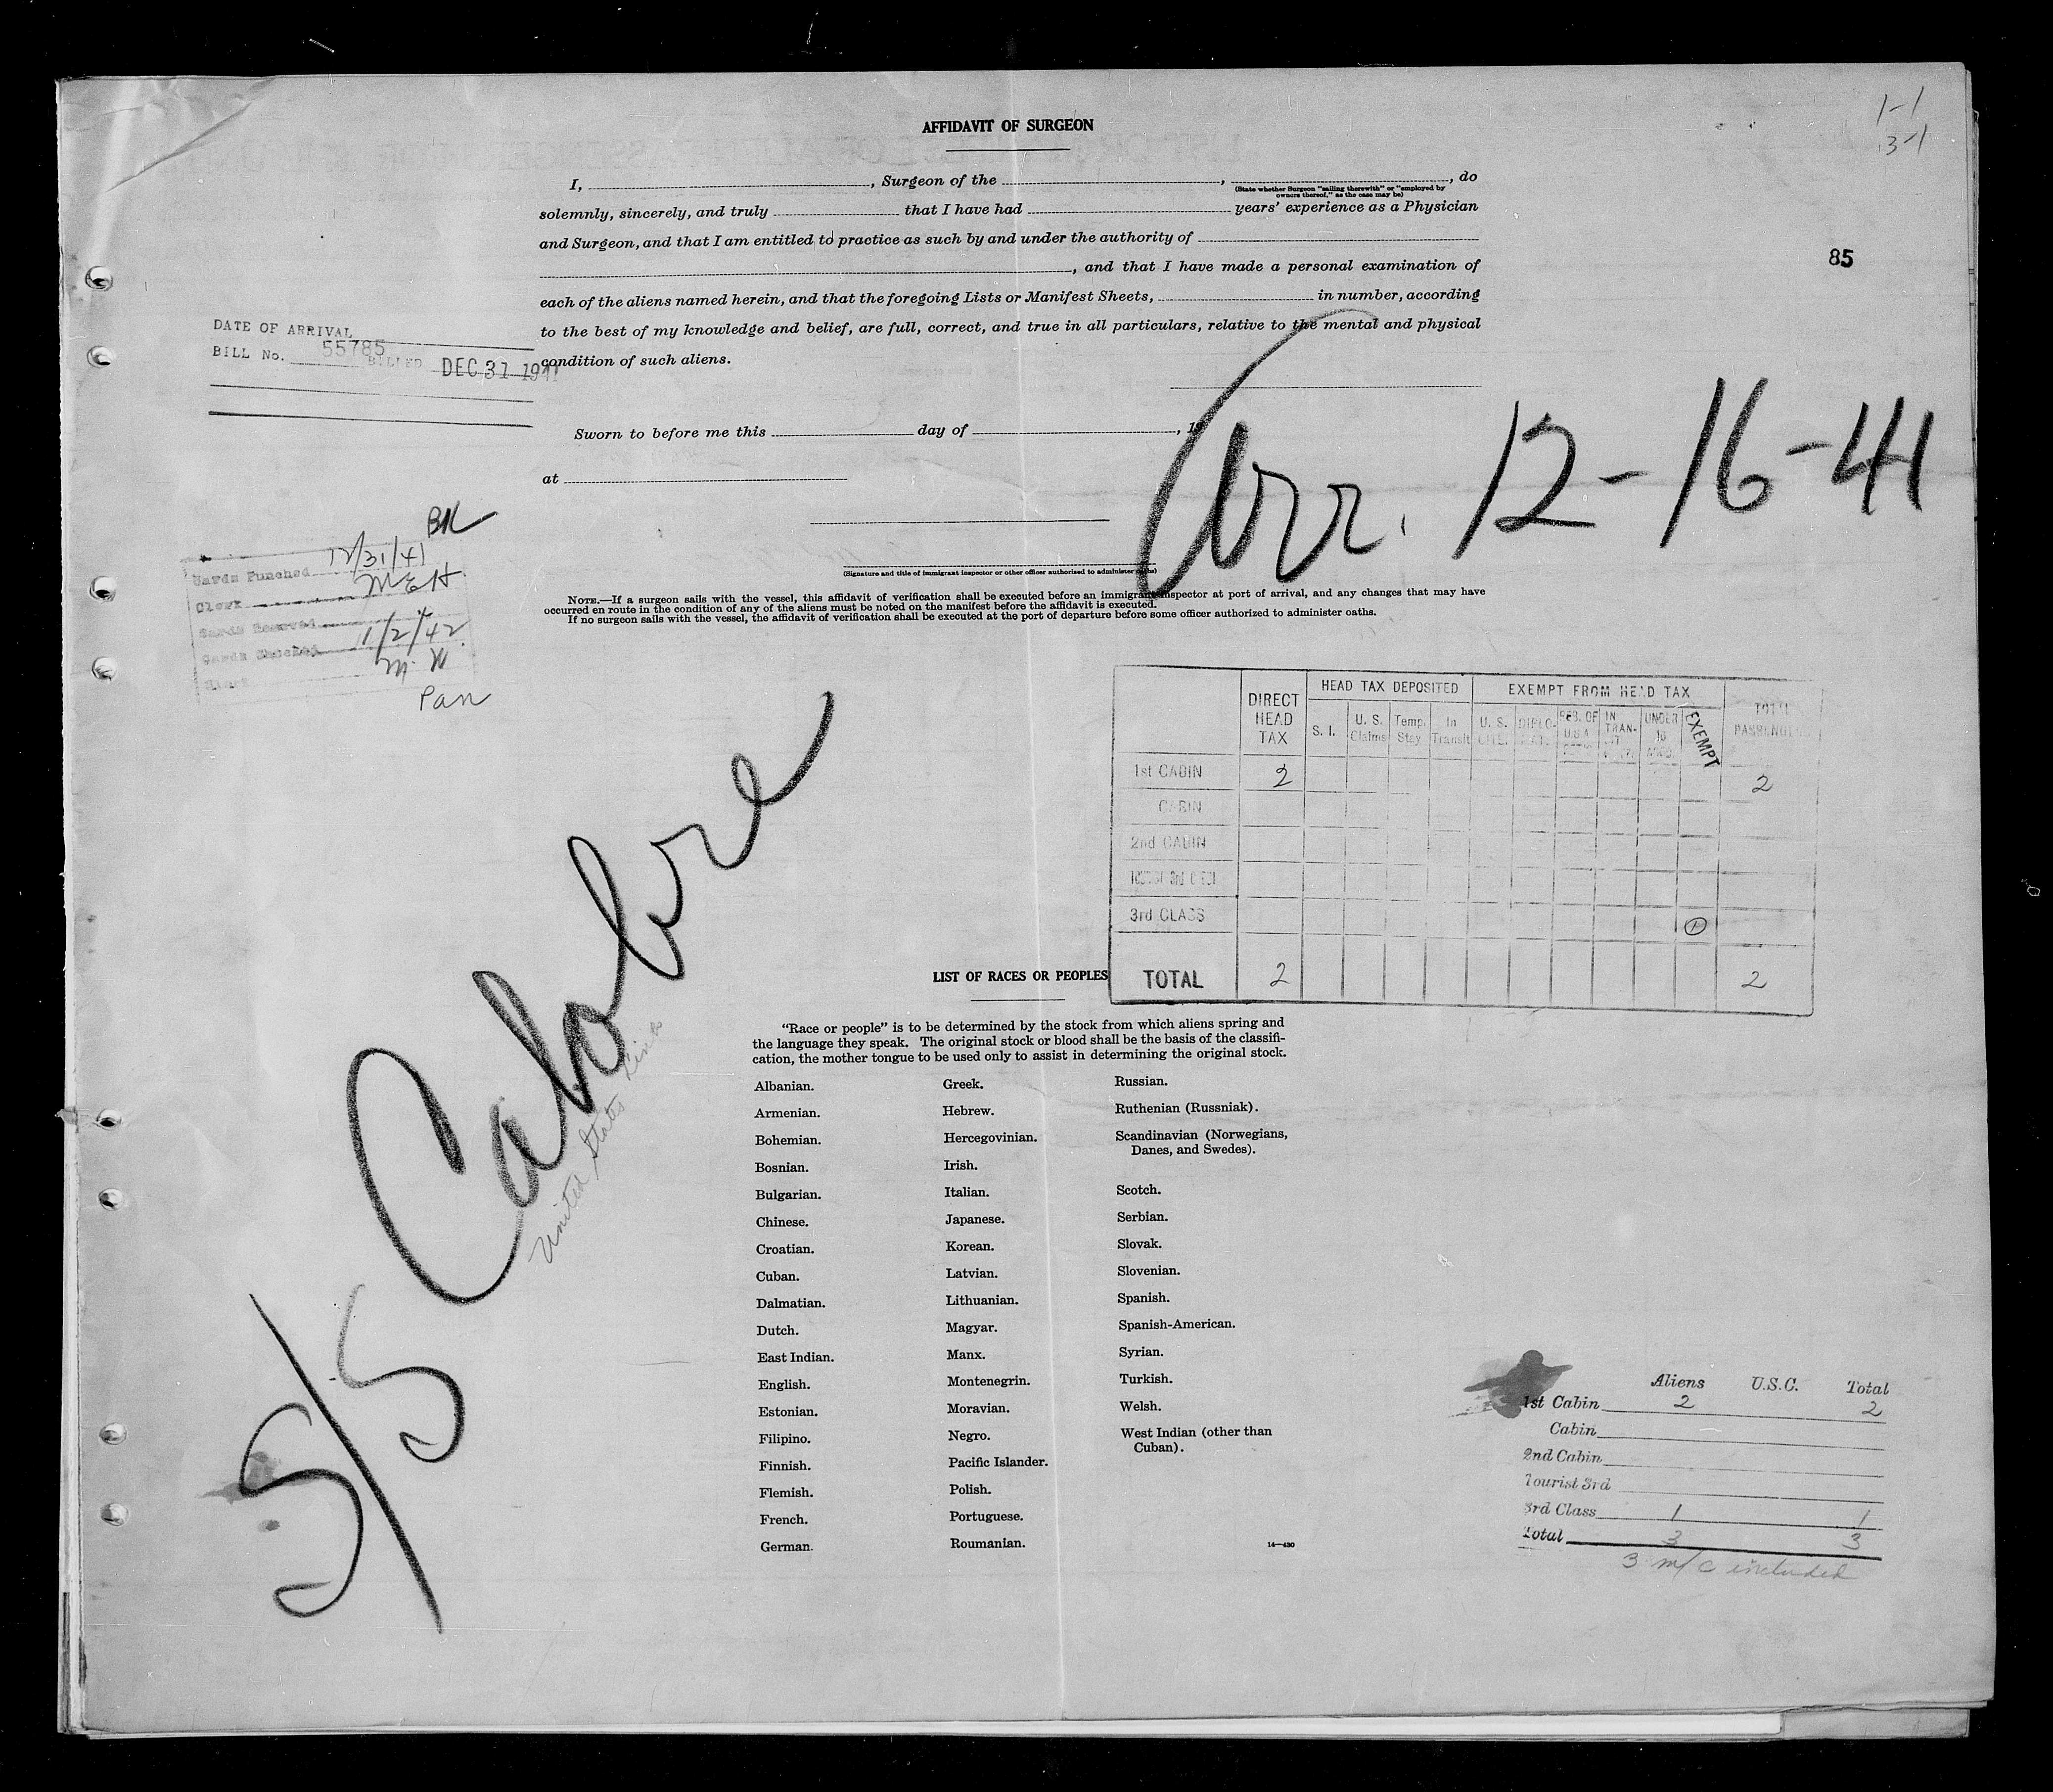 AFFIDAVIT OF SURGEON
1-1
3-1
I, , Surgeon of the , , do
(State whether Surgeon "sailing therewith" or "employed by
owners thereof," as the case may be)
solemnly, sincerely, and truly that I have had years' experience as a Physician
and Surgeon, and that I am entitled to practice as such by and under the authority of
85
, and that I have made a personal examination of
each of the aliens named herein, and that the foregoing Lists or Manifest Sheets, in number, according
to the best of my knowledge and belief, are full, correct, and true in all particulars, relative to the mental and physical
condition of such aliens.
DATE OF ARRIVAL
BILL No. 55785 BILLED DEC 31 1941
Sworn to before me this day of , 19
at
Arr. 12-16-41
(Signature and title of immigrant inspector or other officer authorized to administer oaths)
NOTE.—If a surgeon sails with the vessel, this affidavit of verification shall be executed before an immigrant inspector at port of arrival, and any changes that may have
occurred en route in the condition of any of the aliens must be noted on the manifest before the affidavit is executed.
If no surgeon sails with the vessel, the affidavit of verification shall be executed at the port of departure before some officer authorized to administer oaths.
BK
Cards Punched 12/31/41
Clerk MEH
1/2/42
M. W
Pan
DIRECT HEAD TAX
HEAD TAX DEPOSITED
EXEMPT FROM HEAD TAX
TOTAL PASSENGERS
S. I.
U. S. Claims
Temp. Stay
In Transit
U. S.
UNDER 16
EXEMPT
1st CABIN 2 2
CABIN
2nd CABIN
3rd CLASS 1
TOTAL 2 2
S/S Calobre
United States Lines
LIST OF RACES OR PEOPLES
"Race or people" is to be determined by the stock from which aliens spring and
the language they speak. The original stock or blood shall be the basis of the classifi-
cation, the mother tongue to be used only to assist in determining the original stock.
Albanian.
Armenian.
Bohemian.
Bosnian.
Bulgarian.
Chinese.
Croatian.
Cuban.
Dalmatian.
Dutch.
East Indian.
English.
Estonian.
Filipino.
Finnish.
Flemish.
French.
German.
Greek.
Hebrew.
Hercegovinian.
Irish.
Italian.
Japanese.
Korean.
Latvian.
Lithuanian.
Magyar.
Manx.
Montenegrin.
Moravian.
Negro.
Pacific Islander.
Polish.
Portuguese.
Roumanian.
Russian.
Ruthenian (Russniak).
Scandinavian (Norwegians,
Danes, and Swedes).
Scotch.
Serbian.
Slovak.
Slovenian.
Spanish.
Spanish-American.
Syrian.
Turkish.
Welsh.
West Indian (other than
Cuban).
14—430
Aliens U.S.C. Total
1st Cabin 2 2
Cabin
2nd Cabin
Tourist 3rd
3rd Class 1 1
Total 3 3
3 m/c included